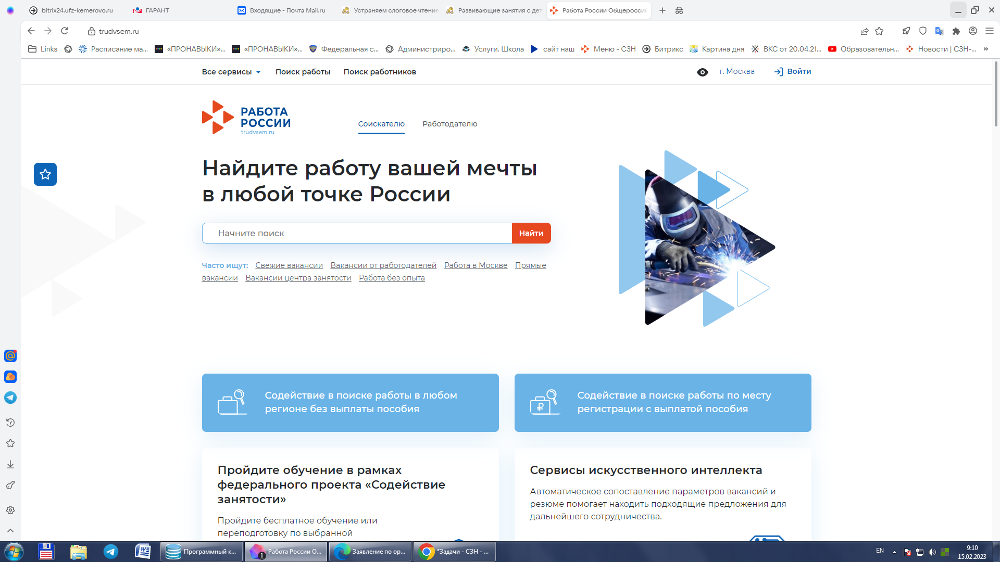 bitrix24.ufz-kemerovo.ru
ГАРАНТ
Входящие - Почта Mail.ru
Устраняем слоговое чтение
Развивающие занятия с дет
Работа России Общероссий
trudvsem.ru
Links
Расписание ма...
«ПРОНАВЫКИ»...
«ПРОНАВЫКИ»...
Федеральная с...
Администриро...
Услуги. Школа
сайт наш
Меню - СЗН
Битрикс
Картина дня
ВКС от 20.04.21...
Образовательн...
Новости | СЗН-...
»
Все сервисы
Поиск работы
Поиск работников
г. Москва
Войти
РАБОТА
РОССИИ
trudvsem.ru
Соискателю
Работодателю
Найдите работу вашей мечты
в любой точке России
Начните поиск
Найти
Часто ищут: Свежие вакансии Вакансии от работодателей Работа в Москве Прямые
вакансии Вакансии центра занятости Работа без опыта
Содействие в поиске работы в любом
регионе без выплаты пособия
Содействие в поиске работы по месту
регистрации с выплатой пособия
Пройдите обучение в рамках
федерального проекта «Содействие
занятости»
Пройдите бесплатное обучение или
переподготовку по выбранной
Сервисы искусственного интеллекта
Автоматическое сопоставление параметров вакансий и
резюме помогает находить подходящие предложения для
дальнейшего сотрудничества.
Программный к...
1
Работа России О...
Заявление по ор...
*Задачи - СЗН - ...
EN
9:10
15.02.2023